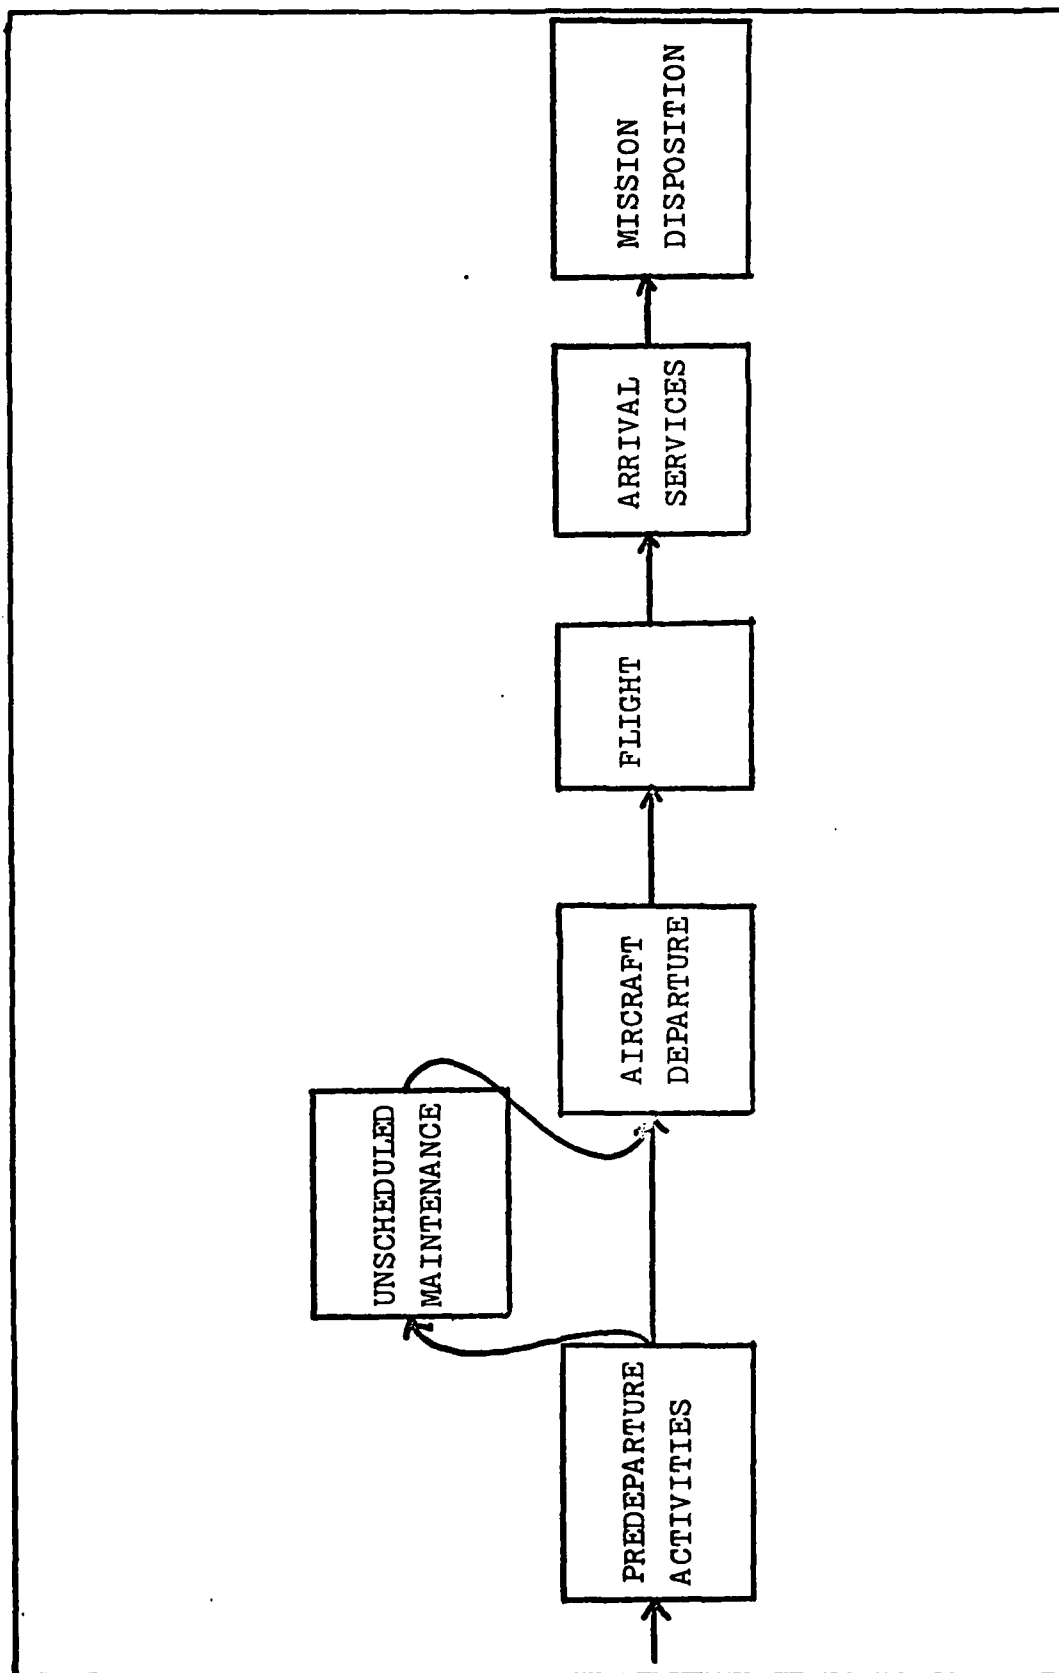 PREDEPARTURE
ACTIVITIES
UNSCHEDULED
MAINTENANCE
AIRCRAFT
DEPARTURE
FLIGHT
ARRIVAL
SERVICES
MISSION
DISPOSITION